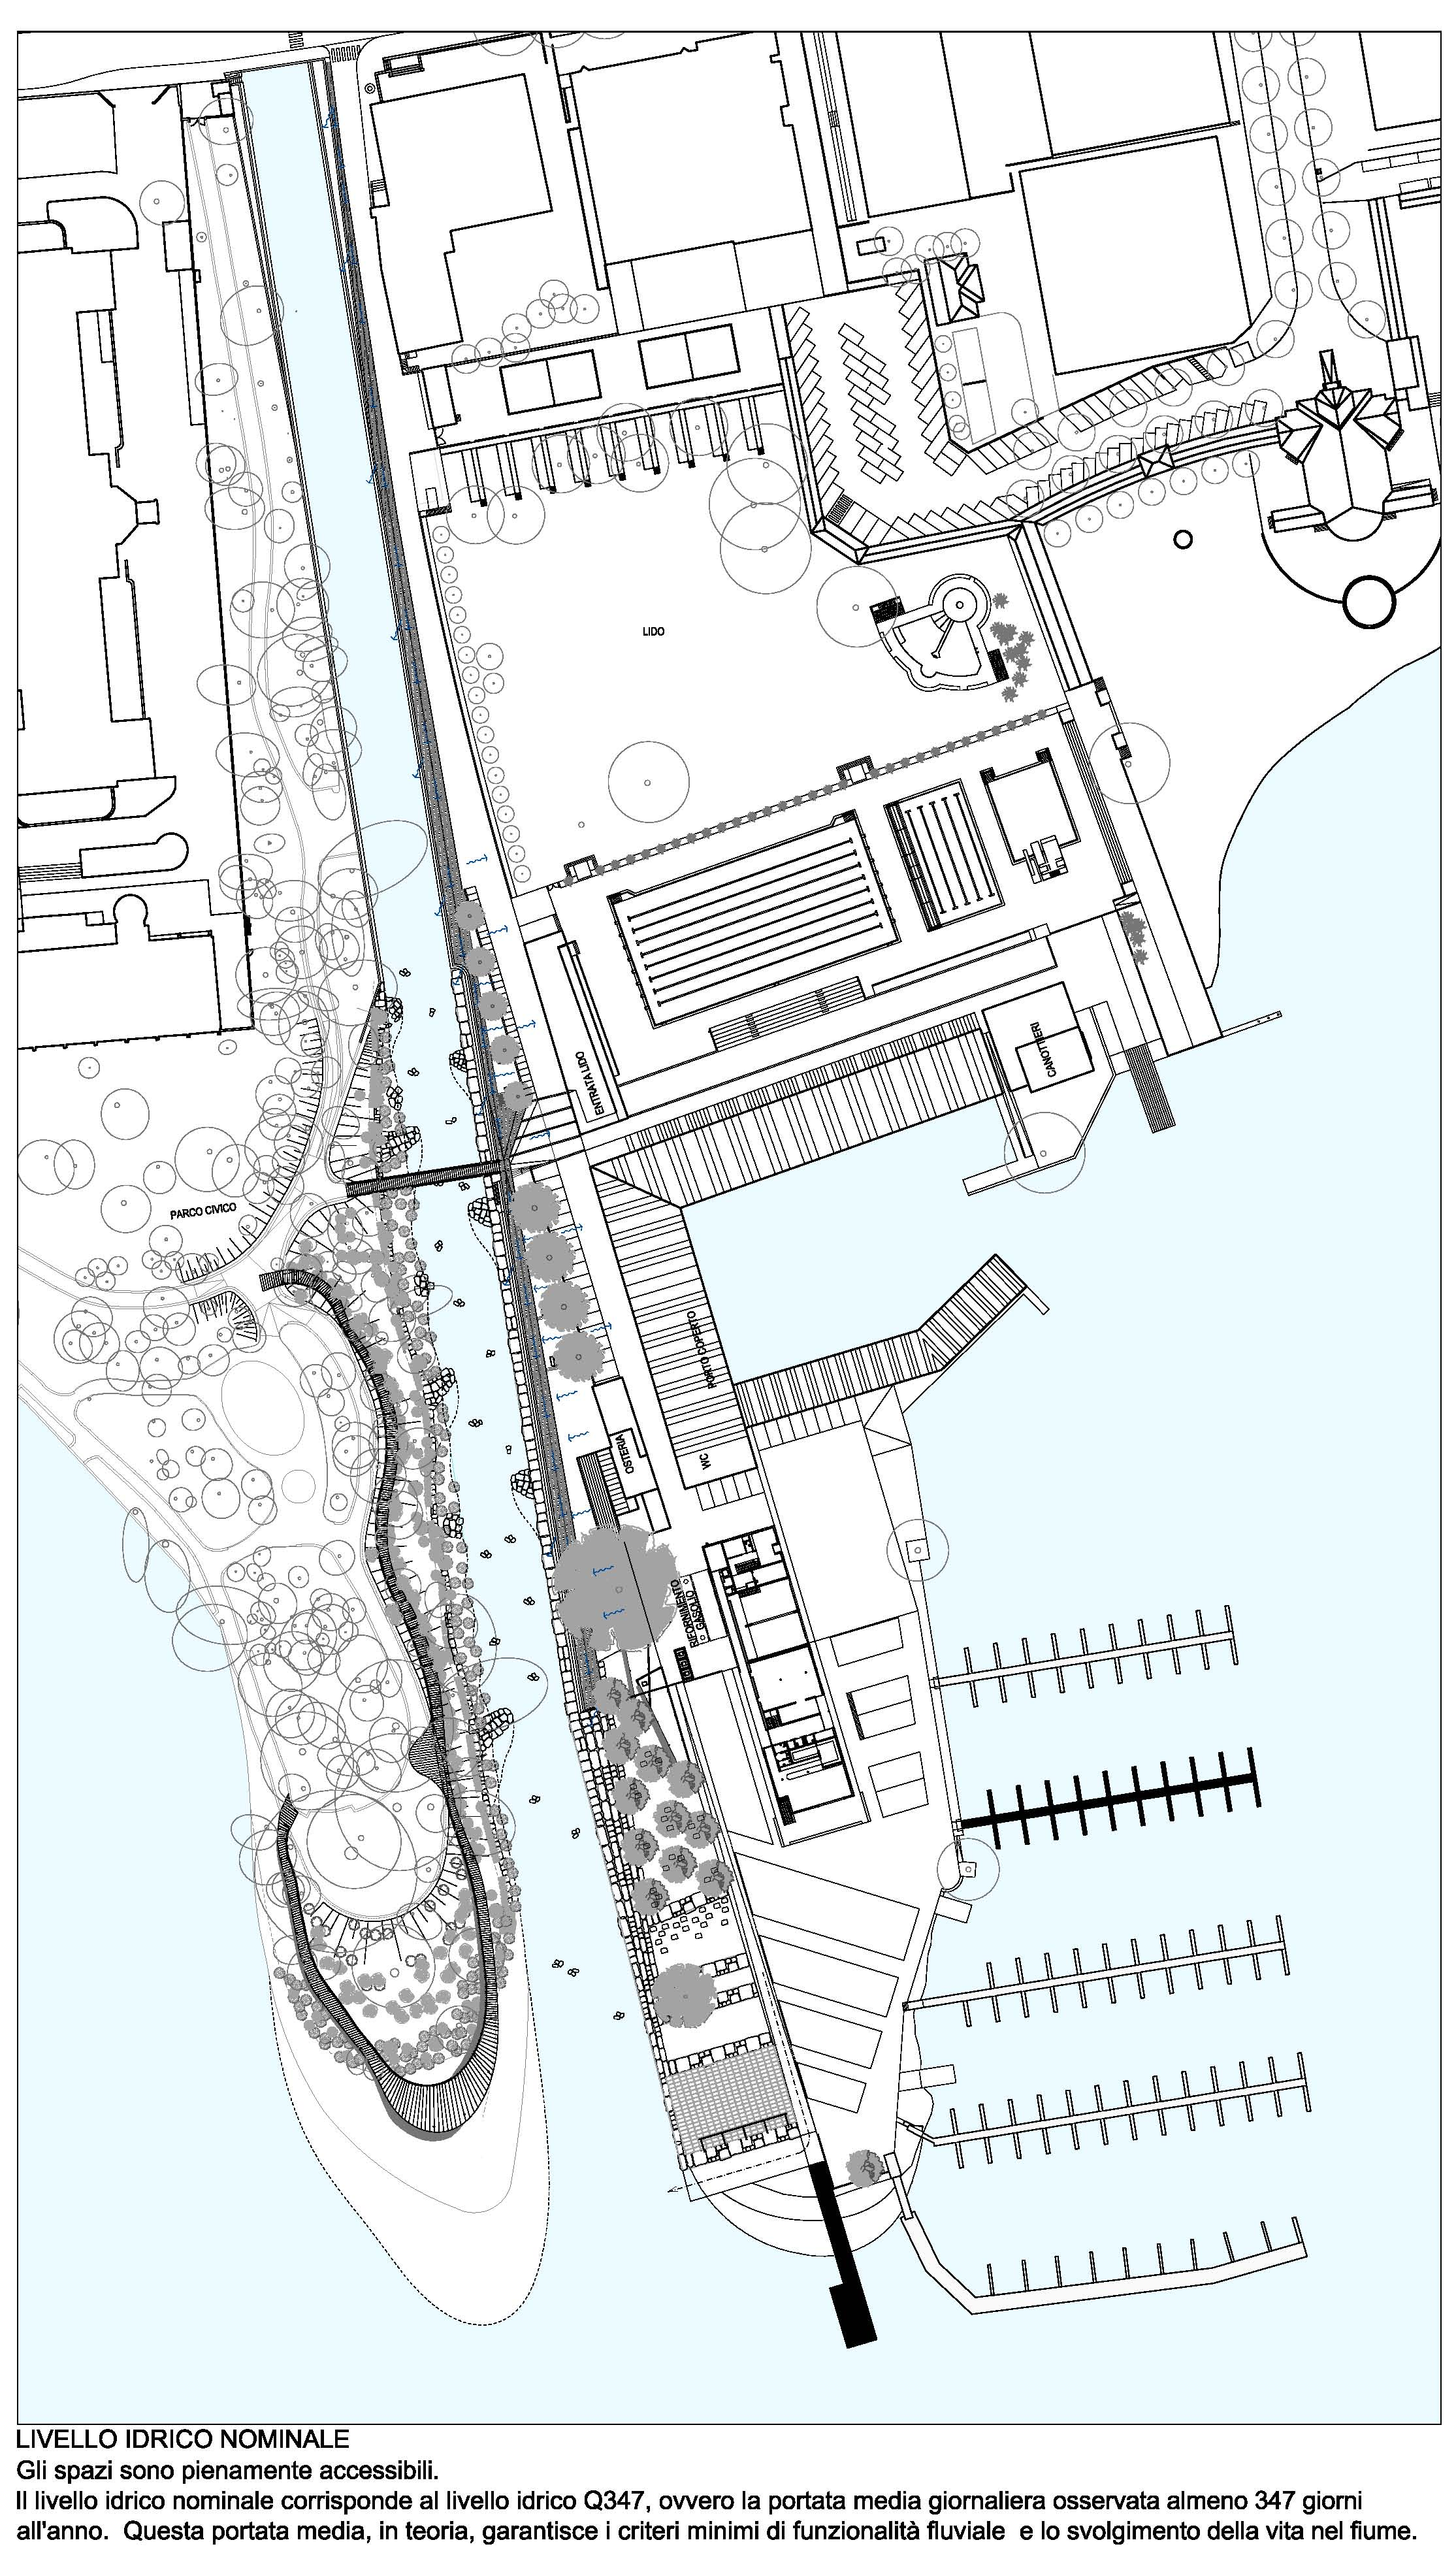 LIDO
ENTRATA LIDO
CANOTTIERI
PARCO CIVICO
PORTO COPERTO
OSTERIA
WC
RIFORNIMENTO
GASOLIO
LIVELLO IDRICO NOMINALE
Gli spazi sono pienamente accessibili.
Il livello idrico nominale corrisponde al livello idrico Q347, ovvero la portata media giornaliera osservata almeno 347 giorni
all'anno.  Questa portata media, in teoria, garantisce i criteri minimi di funzionalità fluviale  e lo svolgimento della vita nel fiume.